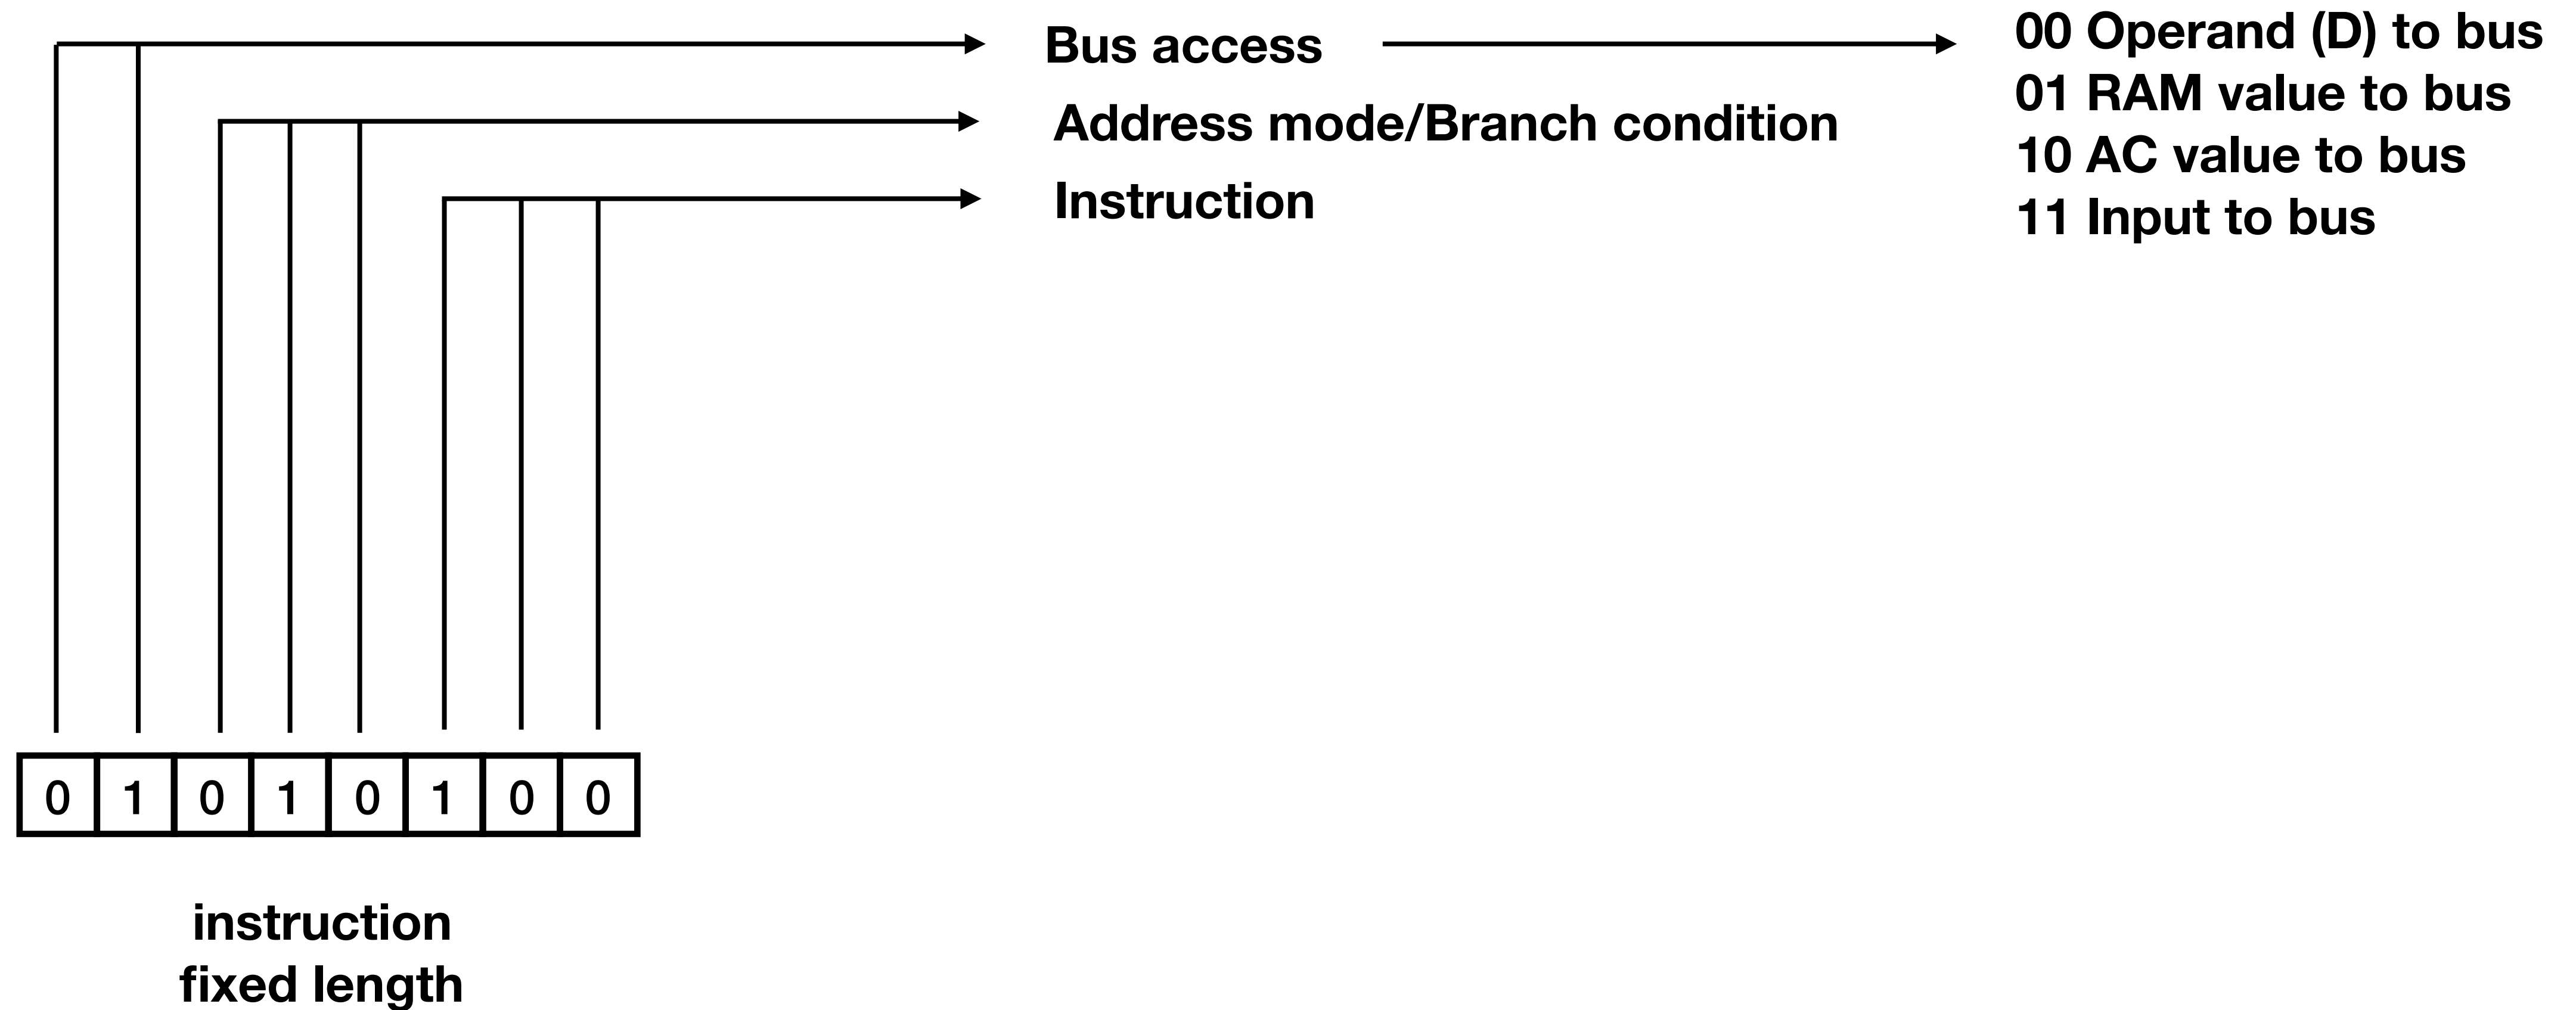 Bus access
00 Operand (D) to bus
01 RAM value to bus
10 AC value to bus
11 Input to bus
Address mode/Branch condition
Instruction
0 1 0 1 0 1 0 0
instruction
fixed length